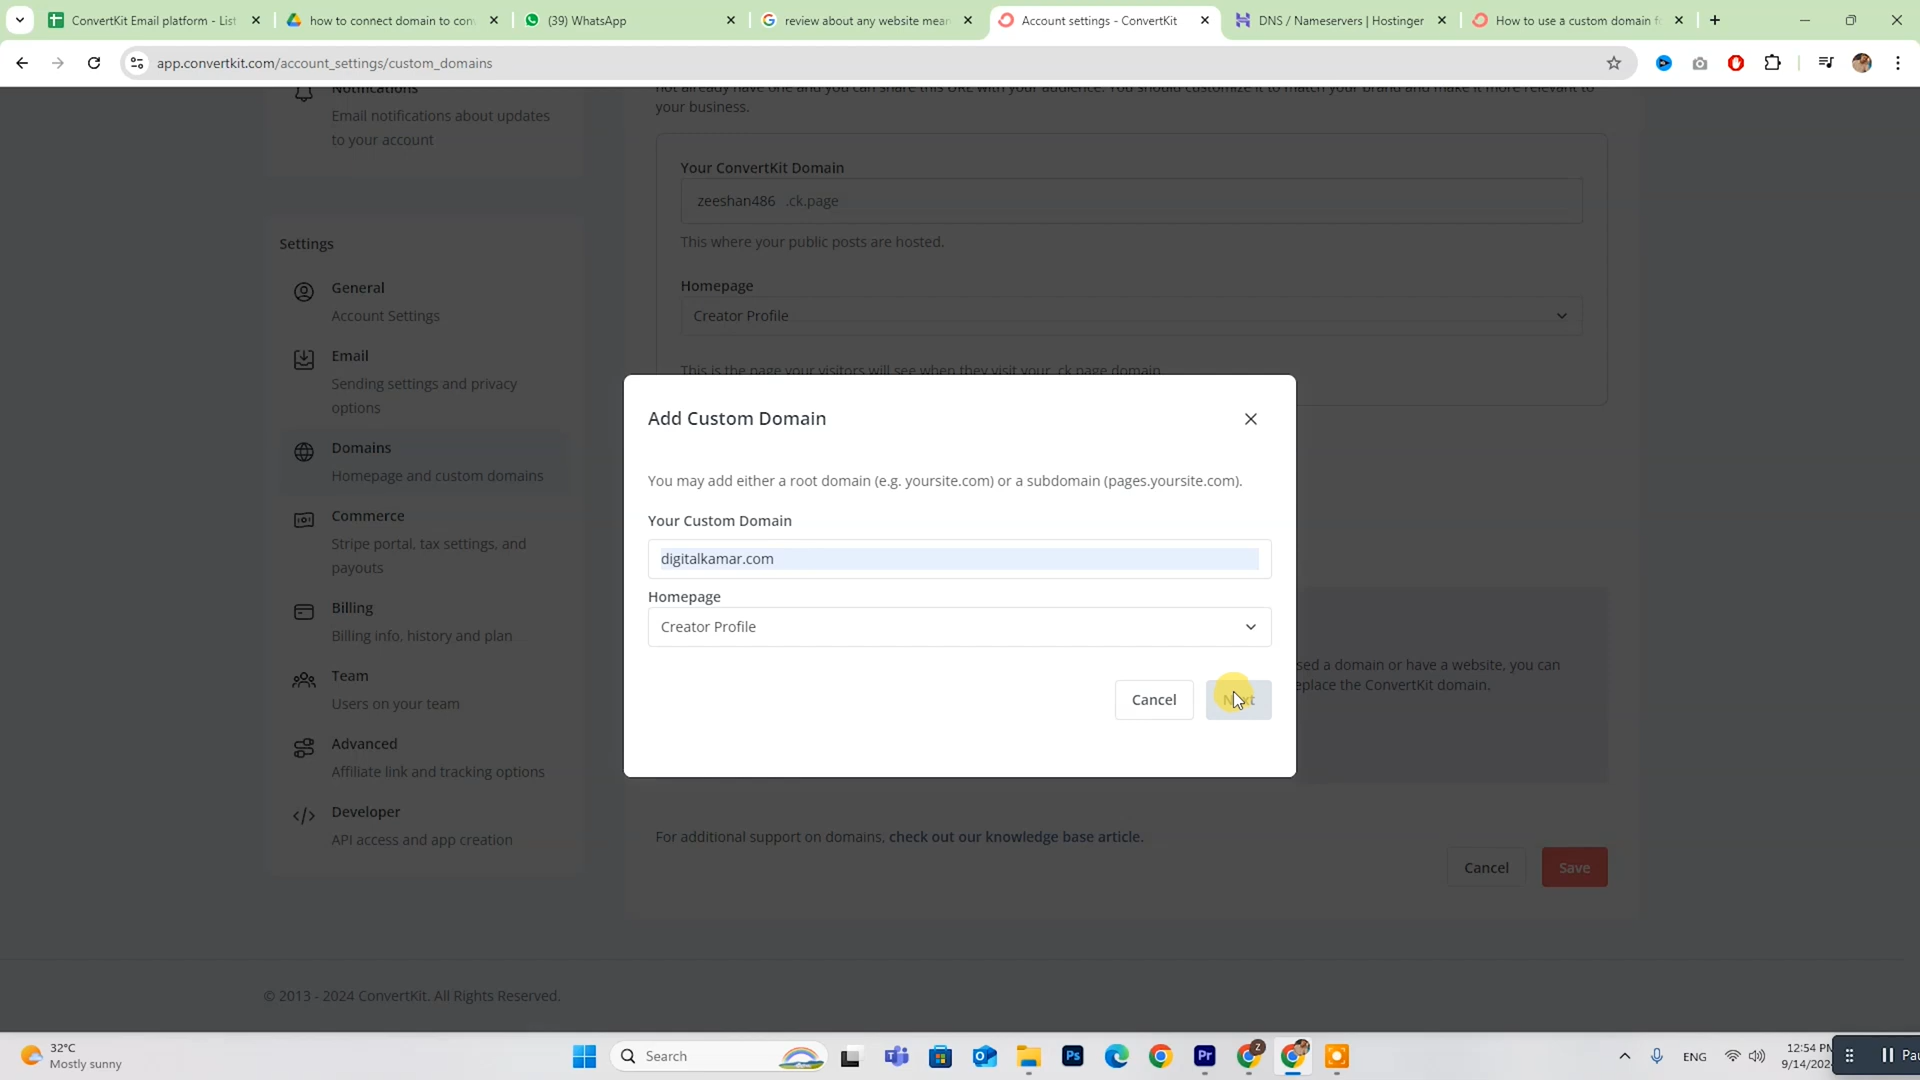 ConvertKit Email platform - List
how to connect domain to con
(39) WhatsApp
review about any website mean
Account settings - ConvertKit
DNS / Nameservers | Hostinger
How to use a custom domain fo
app.convertkit.com/account_settings/custom_domains
Notifications
Email notifications about updates
to your account
not already have one and you can share this URL with your audience. You should customize it to match your brand and make it more relevant to
your business.
Your ConvertKit Domain
zeeshan486 .ck.page
This where your public posts are hosted.
Homepage
Creator Profile
This is the page your visitors will see when they visit your .ck.page domain.
Settings
General
Account Settings
Email
Sending settings and privacy
options
Domains
Homepage and custom domains
Commerce
Stripe portal, tax settings, and
payouts
Billing
Billing info, history and plan
Team
Users on your team
Advanced
Affiliate link and tracking options
Developer
API access and app creation
Add Custom Domain
You may add either a root domain (e.g. yoursite.com) or a subdomain (pages.yoursite.com).
Your Custom Domain
digitalkamar.com
Homepage
Creator Profile
Cancel
Next
sed a domain or have a website, you can
eplace the ConvertKit domain.
For additional support on domains, check out our knowledge base article.
Cancel
Save
© 2013 - 2024 ConvertKit. All Rights Reserved.
32°C
Mostly sunny
Search
Ps
Pr
Z
ENG
12:54 PM
9/14/202
Pau